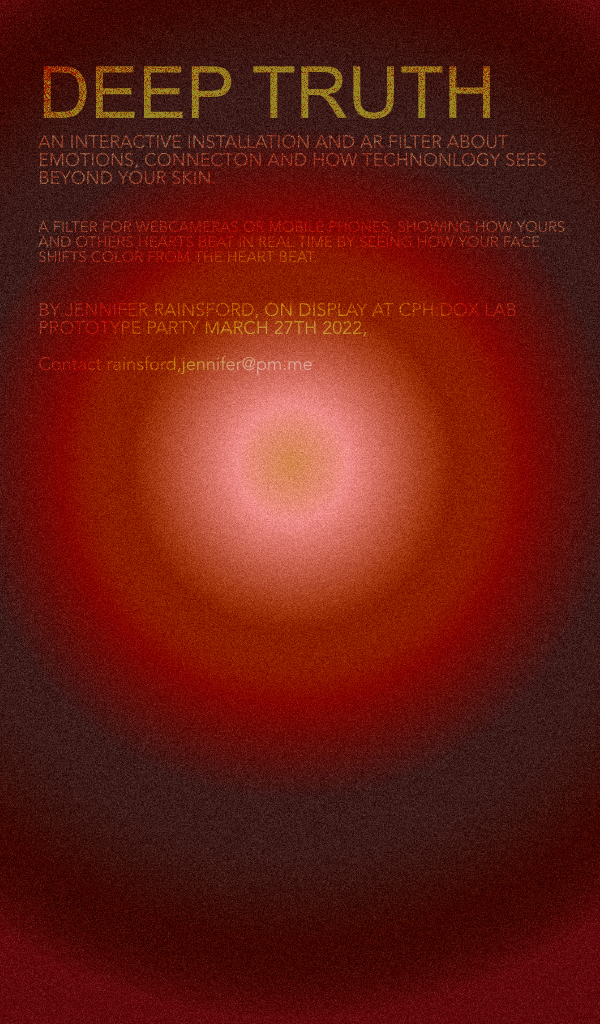 DEEP TRUTH
AN INTERACTIVE INSTALLATION AND AR FILTER ABOUT
EMOTIONS, CONNECTON AND HOW TECHNONLOGY SEES
BEYOND YOUR SKIN.
A FILTER FOR WEBCAMERAS OR MOBILE PHONES, SHOWING HOW YOURS
AND OTHERS HEARTS BEAT IN REAL TIME BY SEEING HOW YOUR FACE
SHIFTS COLOR FROM THE HEART BEAT.
BY JENNIFER RAINSFORD, ON DISPLAY AT CPH:DOX LAB
PROTOTYPE PARTY MARCH 27TH 2022,
Contact rainsford,jennifer@pm.me